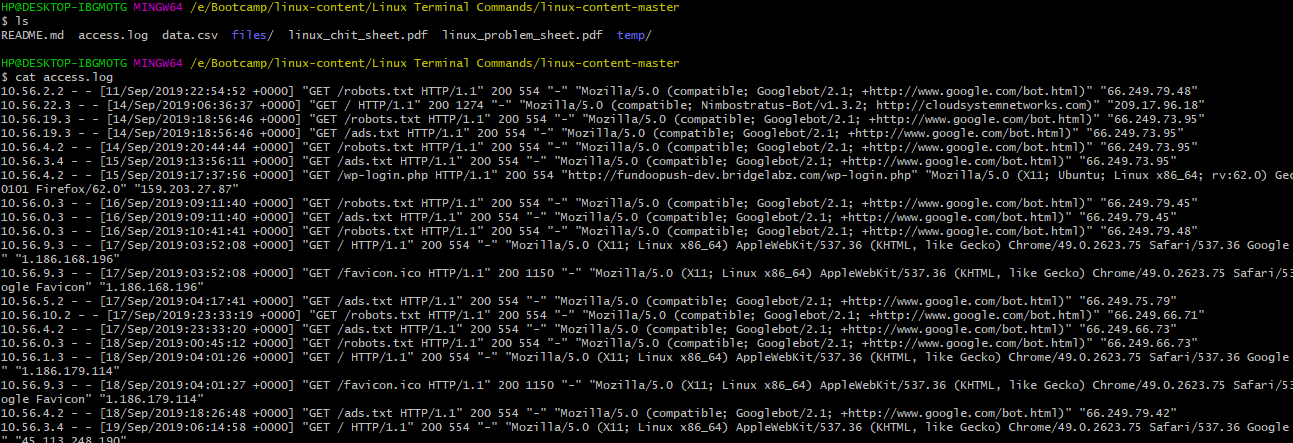 HP@DESKTOP-IBGMOTG MINGW64 /e/Bootcamp/linux-content/Linux Terminal Commands/linux-content-master
$ ls
README.md access.log data.csv files/ linux_chit_sheet.pdf linux_problem_sheet.pdf temp/
HP@DESKTOP-IBGMOTG MINGW64 /e/Bootcamp/linux-content/Linux Terminal Commands/linux-content-master
$ cat access.log
10.56.2.2 - - [11/Sep/2019:22:54:52 +0000] "GET /robots.txt HTTP/1.1" 200 554 "-" "Mozilla/5.0 (compatible; Googlebot/2.1; +http://www.google.com/bot.html)" "66.249.79.48"
10.56.22.3 - - [14/Sep/2019:06:36:37 +0000] "GET / HTTP/1.1" 200 1274 "-" "Mozilla/5.0 (compatible; Nimbostratus-Bot/v1.3.2; http://cloudsystemnetworks.com)" "209.17.96.18"
10.56.19.3 - - [14/Sep/2019:18:56:46 +0000] "GET /robots.txt HTTP/1.1" 200 554 "-" "Mozilla/5.0 (compatible; Googlebot/2.1; +http://www.google.com/bot.html)" "66.249.73.95"
10.56.19.3 - - [14/Sep/2019:18:56:46 +0000] "GET /ads.txt HTTP/1.1" 200 554 "-" "Mozilla/5.0 (compatible; Googlebot/2.1; +http://www.google.com/bot.html)" "66.249.73.95"
10.56.4.2 - - [14/Sep/2019:20:44:44 +0000] "GET /robots.txt HTTP/1.1" 200 554 "-" "Mozilla/5.0 (compatible; Googlebot/2.1; +http://www.google.com/bot.html)" "66.249.73.95"
10.56.3.4 - - [15/Sep/2019:13:56:11 +0000] "GET /ads.txt HTTP/1.1" 200 554 "-" "Mozilla/5.0 (compatible; Googlebot/2.1; +http://www.google.com/bot.html)" "66.249.73.95"
10.56.4.2 - - [15/Sep/2019:17:37:56 +0000] "GET /wp-login.php HTTP/1.1" 200 554 "http://fundoopush-dev.bridgelabz.com/wp-login.php" "Mozilla/5.0 (X11; Ubuntu; Linux x86_64; rv:62.0) Gec
0101 Firefox/62.0" "159.203.27.87"
10.56.0.3 - - [16/Sep/2019:09:11:40 +0000] "GET /robots.txt HTTP/1.1" 200 554 "-" "Mozilla/5.0 (compatible; Googlebot/2.1; +http://www.google.com/bot.html)" "66.249.79.45"
10.56.0.3 - - [16/Sep/2019:09:11:40 +0000] "GET /ads.txt HTTP/1.1" 200 554 "-" "Mozilla/5.0 (compatible; Googlebot/2.1; +http://www.google.com/bot.html)" "66.249.79.45"
10.56.0.3 - - [16/Sep/2019:10:41:41 +0000] "GET /robots.txt HTTP/1.1" 200 554 "-" "Mozilla/5.0 (compatible; Googlebot/2.1; +http://www.google.com/bot.html)" "66.249.79.48"
10.56.9.3 - - [17/Sep/2019:03:52:08 +0000] "GET / HTTP/1.1" 200 554 "-" "Mozilla/5.0 (X11; Linux x86_64) AppleWebKit/537.36 (KHTML, like Gecko) Chrome/49.0.2623.75 Safari/537.36 Google
" "1.186.168.196"
10.56.9.3 - - [17/Sep/2019:03:52:08 +0000] "GET /favicon.ico HTTP/1.1" 200 1150 "-" "Mozilla/5.0 (X11; Linux x86_64) AppleWebKit/537.36 (KHTML, like Gecko) Chrome/49.0.2623.75 Safari/53
ogle Favicon" "1.186.168.196"
10.56.5.2 - - [17/Sep/2019:04:17:41 +0000] "GET /ads.txt HTTP/1.1" 200 554 "-" "Mozilla/5.0 (compatible; Googlebot/2.1; +http://www.google.com/bot.html)" "66.249.75.79"
10.56.10.2 - - [17/Sep/2019:23:33:19 +0000] "GET /robots.txt HTTP/1.1" 200 554 "-" "Mozilla/5.0 (compatible; Googlebot/2.1; +http://www.google.com/bot.html)" "66.249.66.71"
10.56.4.2 - - [17/Sep/2019:23:33:20 +0000] "GET /ads.txt HTTP/1.1" 200 554 "-" "Mozilla/5.0 (compatible; Googlebot/2.1; +http://www.google.com/bot.html)" "66.249.66.73"
10.56.0.3 - - [18/Sep/2019:00:45:12 +0000] "GET /robots.txt HTTP/1.1" 200 554 "-" "Mozilla/5.0 (compatible; Googlebot/2.1; +http://www.google.com/bot.html)" "66.249.66.73"
10.56.1.3 - - [18/Sep/2019:04:01:26 +0000] "GET / HTTP/1.1" 200 554 "-" "Mozilla/5.0 (X11; Linux x86_64) AppleWebKit/537.36 (KHTML, like Gecko) Chrome/49.0.2623.75 Safari/537.36 Google
" "1.186.179.114"
10.56.9.3 - - [18/Sep/2019:04:01:27 +0000] "GET /favicon.ico HTTP/1.1" 200 1150 "-" "Mozilla/5.0 (X11; Linux x86_64) AppleWebKit/537.36 (KHTML, like Gecko) Chrome/49.0.2623.75 Safari/53
ogle Favicon" "1.186.179.114"
10.56.4.2 - - [18/Sep/2019:18:26:48 +0000] "GET /ads.txt HTTP/1.1" 200 554 "-" "Mozilla/5.0 (compatible; Googlebot/2.1; +http://www.google.com/bot.html)" "66.249.79.42"
10.56.3.4 - - [19/Sep/2019:06:14:58 +0000] "GET / HTTP/1.1" 200 554 "-" "Mozilla/5.0 (X11; Linux x86_64) AppleWebKit/537.36 (KHTML, like Gecko) Chrome/49.0.2623.75 Safari/537.36 Google
" "45.113.248.190"